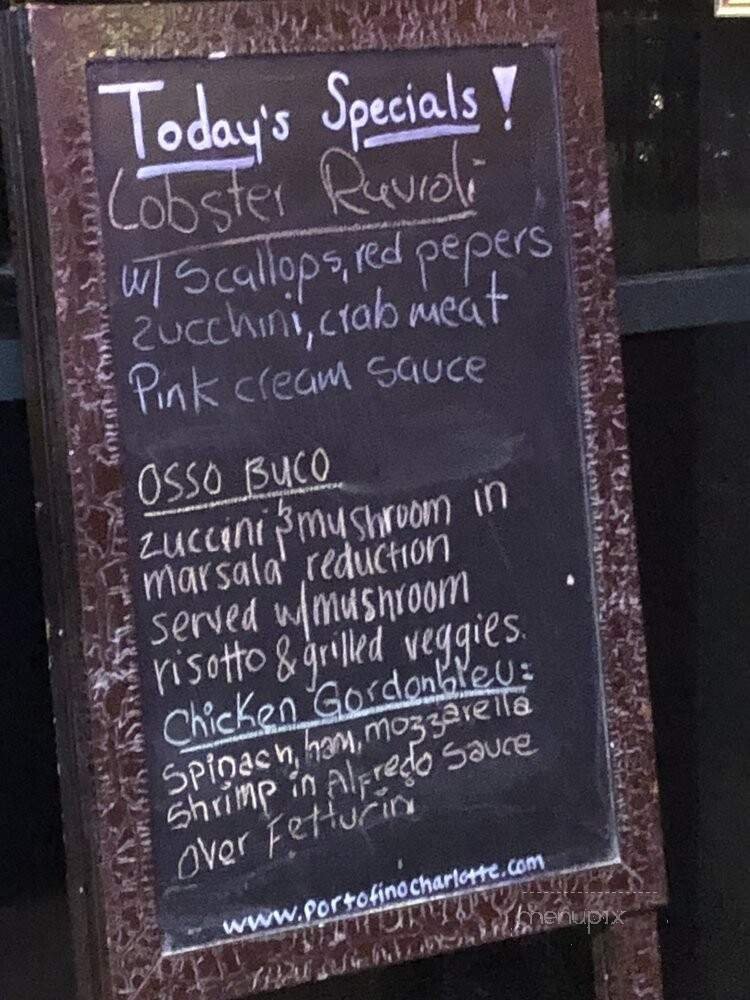 Today's Specials!
Lobster Ravioli
w/ scallops, red pepers
zucchini, crab meat
Pink cream sauce
OSSO BUCO
zuccini & mushroom in
marsala reduction
served w/mushroom
risotto & grilled veggies.
Chicken Gordonbleu:
Spinach, ham, mozzarella
shrimp in Alfredo sauce
over Fettucini
www.portofinocharlotte.com
menupix